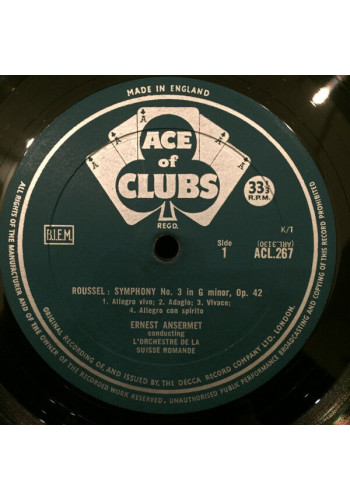 MADE IN ENGLAND
ACE
of
CLUBS
REGD.
B.I.E.M.
33⅓
R.P.M.
K/T
Side
1
(ARL.3130)
ACL.267
ROUSSEL: SYMPHONY No. 3 in G minor, Op. 42
1. Allegro vivo; 2. Adagio; 3. Vivace;
4. Allegro con spirito
ERNEST ANSERMET
conducting
L'ORCHESTRE DE LA
SUISSE ROMANDE
ALL RIGHTS OF THE MANUFACTURER AND OF THE OWNER OF THE RECORDED WORK RESERVED. UNAUTHORISED PUBLIC PERFORMANCE BROADCASTING AND COPYING OF THIS RECORD PROHIBITED
ORIGINAL RECORDING OF, AND ISSUED BY, THE DECCA RECORD COMPANY LTD. LONDON.